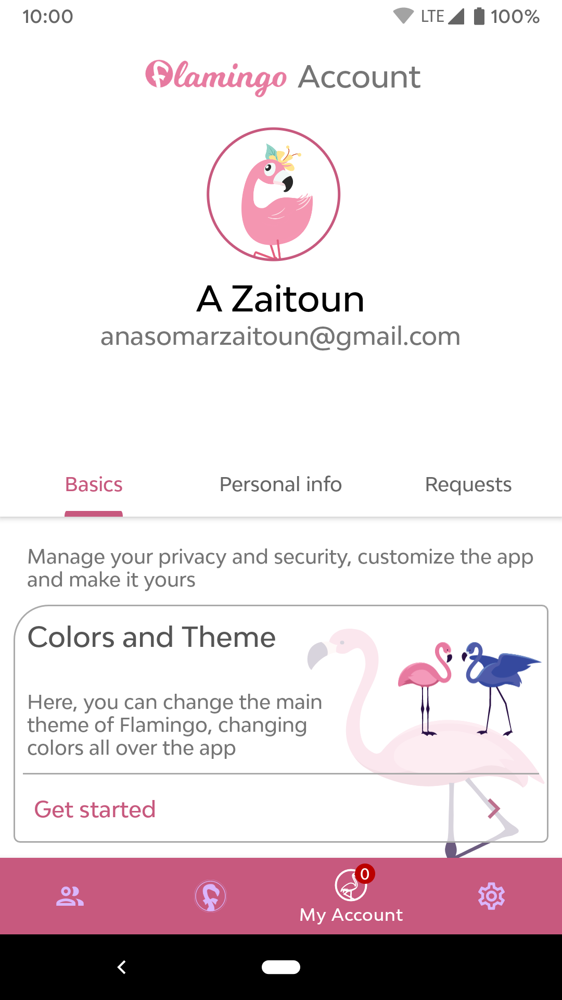 10:00 LTE 100%
Flamingo Account
A Zaitoun
anasomarzaitoun@gmail.com
Basics Personal info Requests
Manage your privacy and security, customize the app
and make it yours
Colors and Theme
Here, you can change the main
theme of Flamingo, changing
colors all over the app
Get started
0
My Account